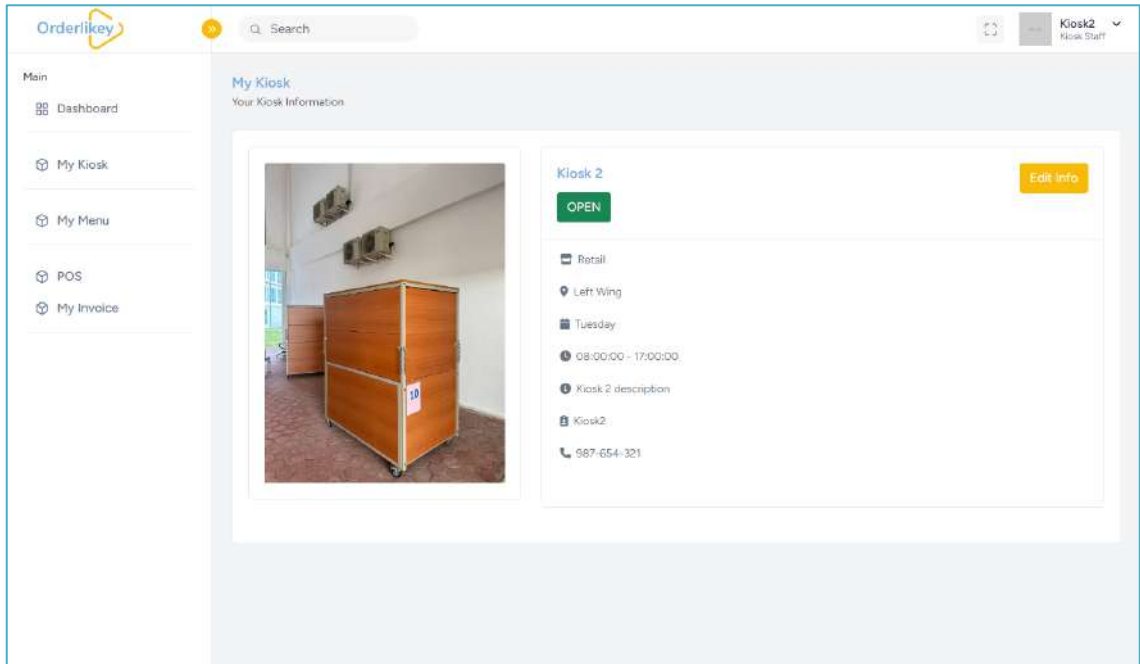 Orderlikey
Search
Kiosk2
Kiosk Staff
Main
Dashboard
My Kiosk
My Menu
POS
My Invoice
My Kiosk
Your Kiosk Information
10
Kiosk 2
Edit Info
OPEN
Retail
Left Wing
Tuesday
08:00:00 - 17:00:00
Kiosk 2 description
Kiosk2
987-654-321